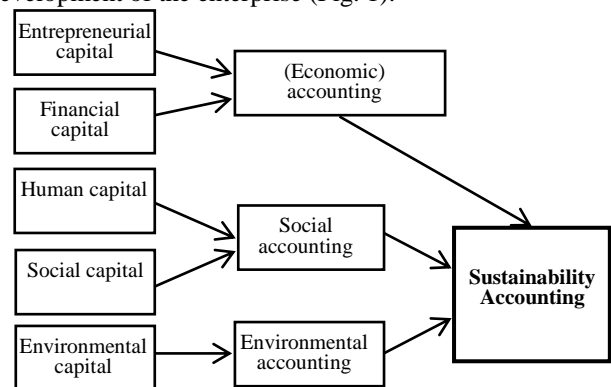 evelopment of the enterprise (Fig. 1).
Entrepreneurial
capital
(Economic)
accounting
Financial
capital
Human capital
Social
accounting
Social capital
Sustainability
Accounting
Environmental
capital
Environmental
accounting